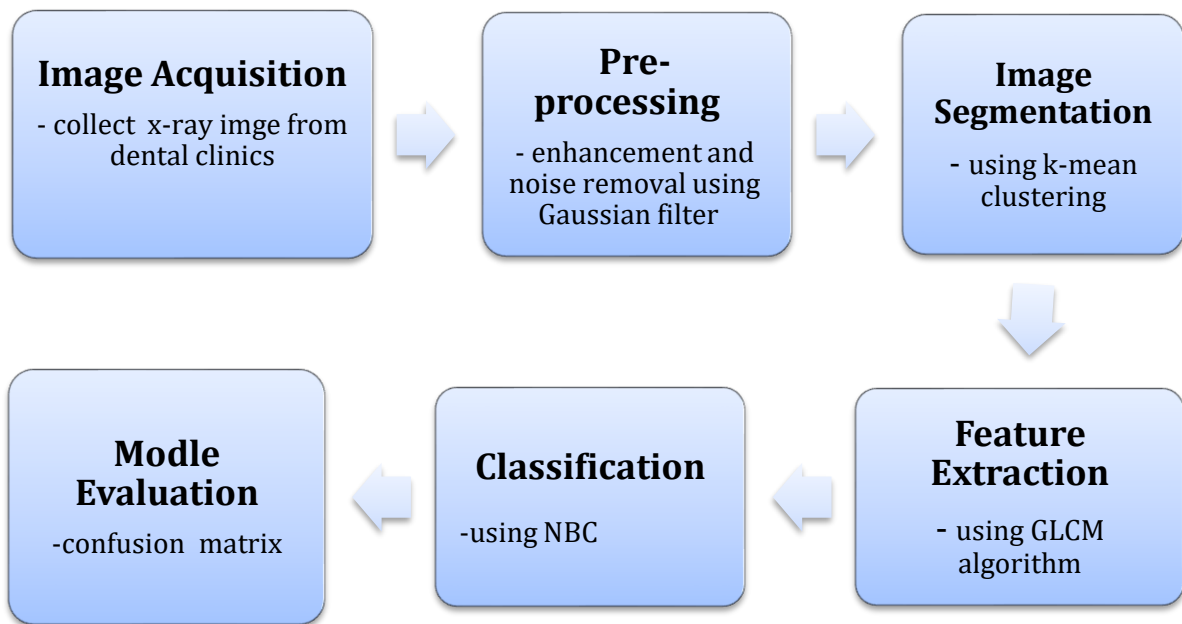 Image Acquisition
- collect x-ray imge from
dental clinics
Pre-
processing
- enhancement and
noise removal using
Gaussian filter
Image
Segmentation
- using k-mean
clustering
Feature
Extraction
- using GLCM
algorithm
Classification
-using NBC
Modle
Evaluation
-confusion matrix